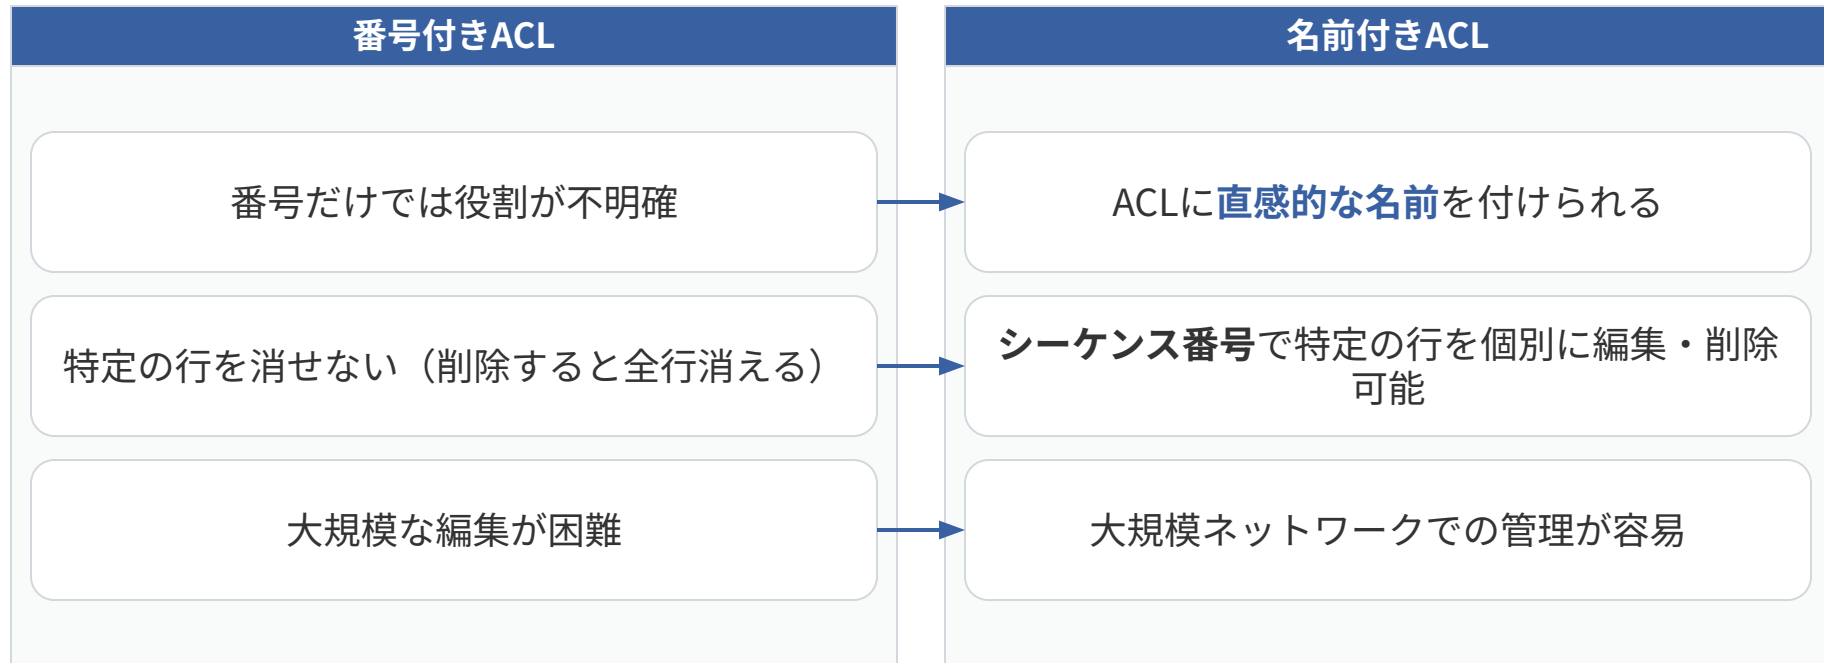 番号付きACL
番号だけでは役割が不明確
特定の行を消せない（削除すると全行消える）
大規模な編集が困難
名前付きACL
ACLに直感的な名前を付けられる
シーケンス番号で特定の行を個別に編集・削除
可能
大規模ネットワークでの管理が容易